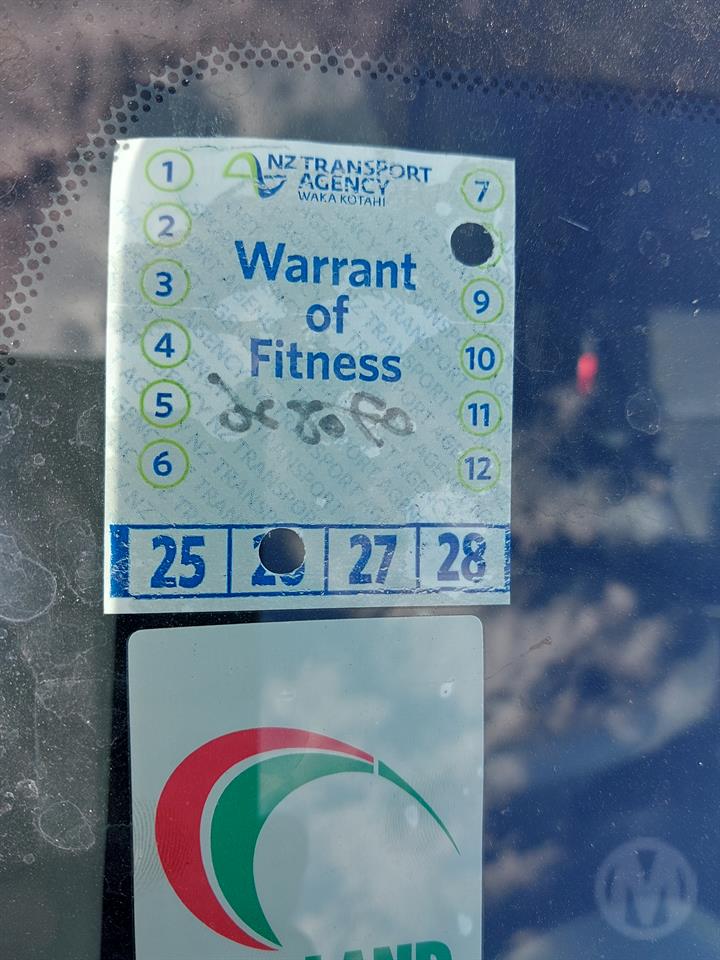 NZ TRANSPORT
AGENCY
WAKA KOTAHI
1
2
3
4
5
6
7
9
10
11
12
Warrant
of
Fitness
25
27
28
LAND
M